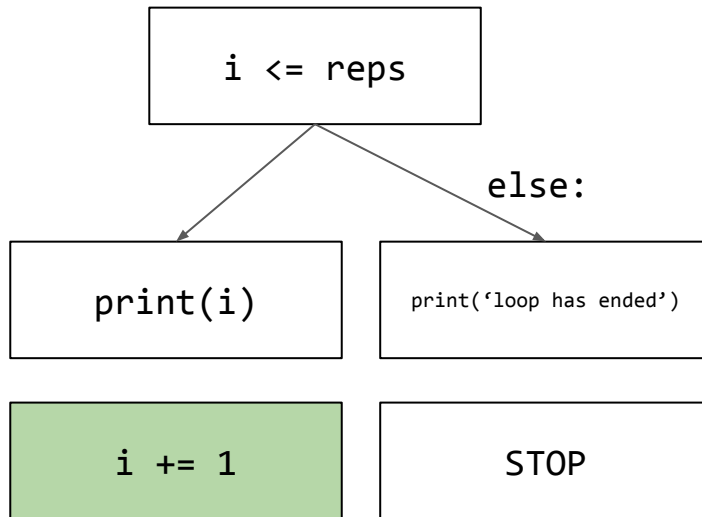 i <= reps
else:
print(i)
print(‘loop has ended’)
i += 1
STOP